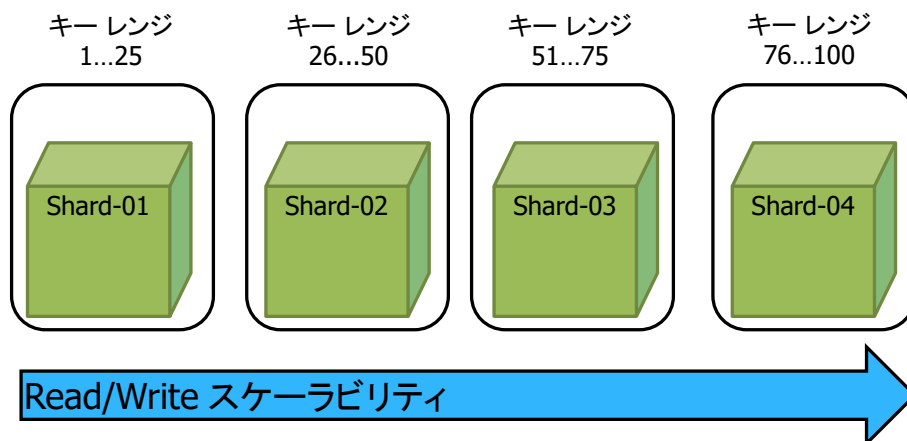 キー レンジ
1…25
キー レンジ
26...50
キー レンジ
51…75
キー レンジ
76…100
Shard-01
Shard-02
Shard-03
Shard-04
Read/Write スケーラビリティ